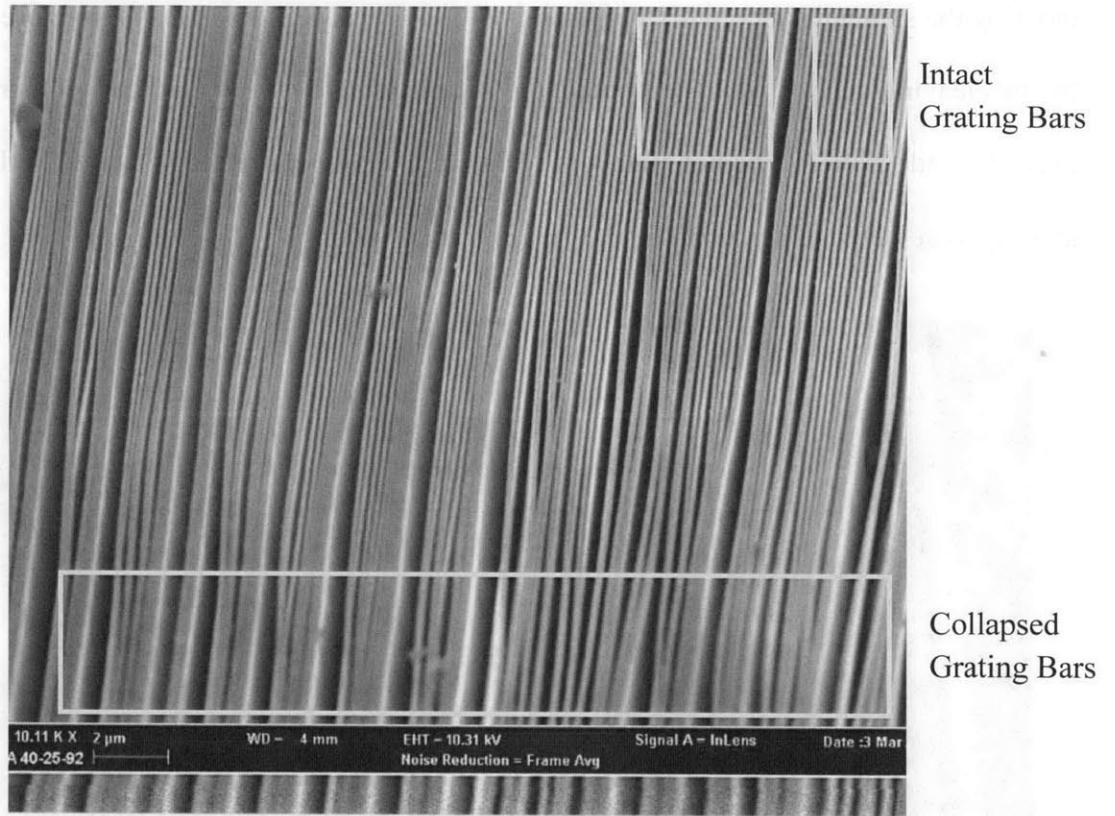 Intact
Grating Bars
Collapsed
Grating Bars
10.11 K X 2 µm WD – 4 mm EHT – 10.31 kV Signal A – InLens Date :3 Mar
A 40-25-92 Noise Reduction = Frame Avg